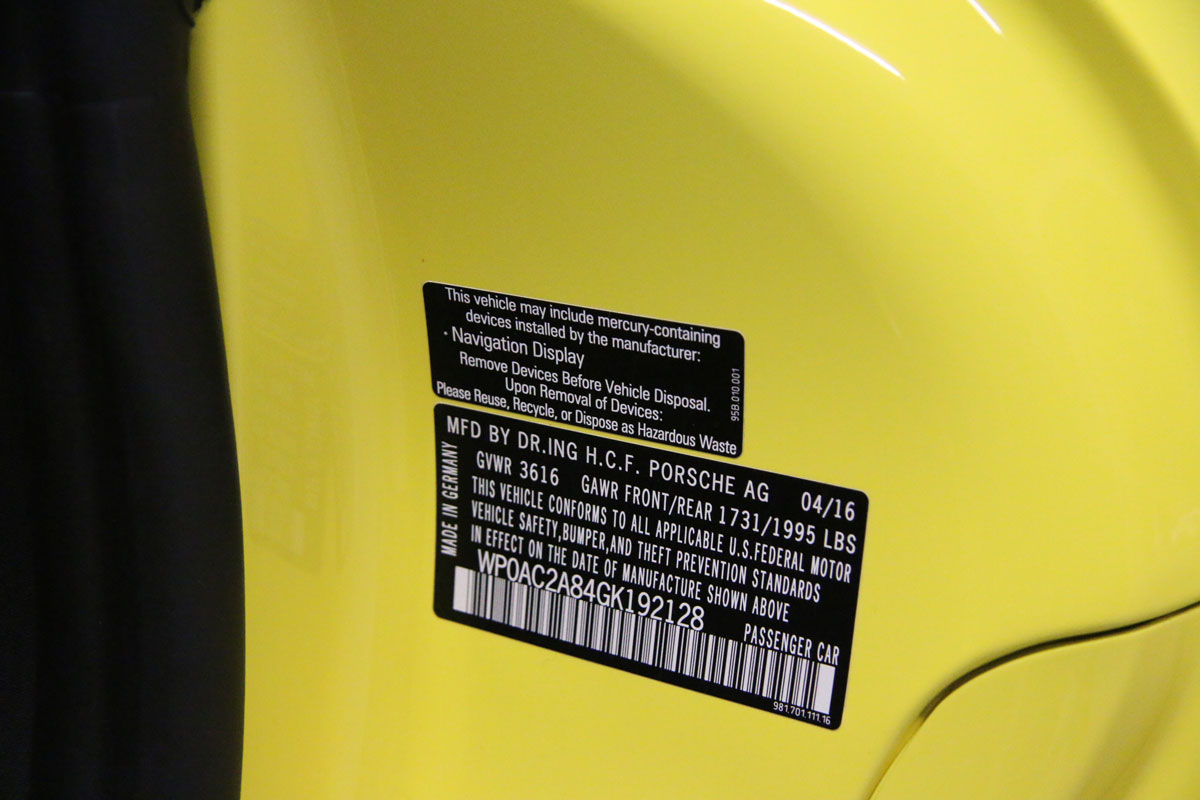 This vehicle may include mercury-containing
devices installed by the manufacturer:
· Navigation Display
Remove Devices Before Vehicle Disposal.
Upon Removal of Devices:
Please Reuse, Recycle, or Dispose as Hazardous Waste
95B.010.001
MFD BY DR.ING H.C.F. PORSCHE AG 04/16
GVWR 3616 GAWR FRONT/REAR 1731/1995 LBS
THIS VEHICLE CONFORMS TO ALL APPLICABLE U.S.FEDERAL MOTOR
VEHICLE SAFETY,BUMPER,AND THEFT PREVENTION STANDARDS
IN EFFECT ON THE DATE OF MANUFACTURE SHOWN ABOVE
WP0AC2A84GK192128 PASSENGER CAR
MADE IN GERMANY
981.701.111.16